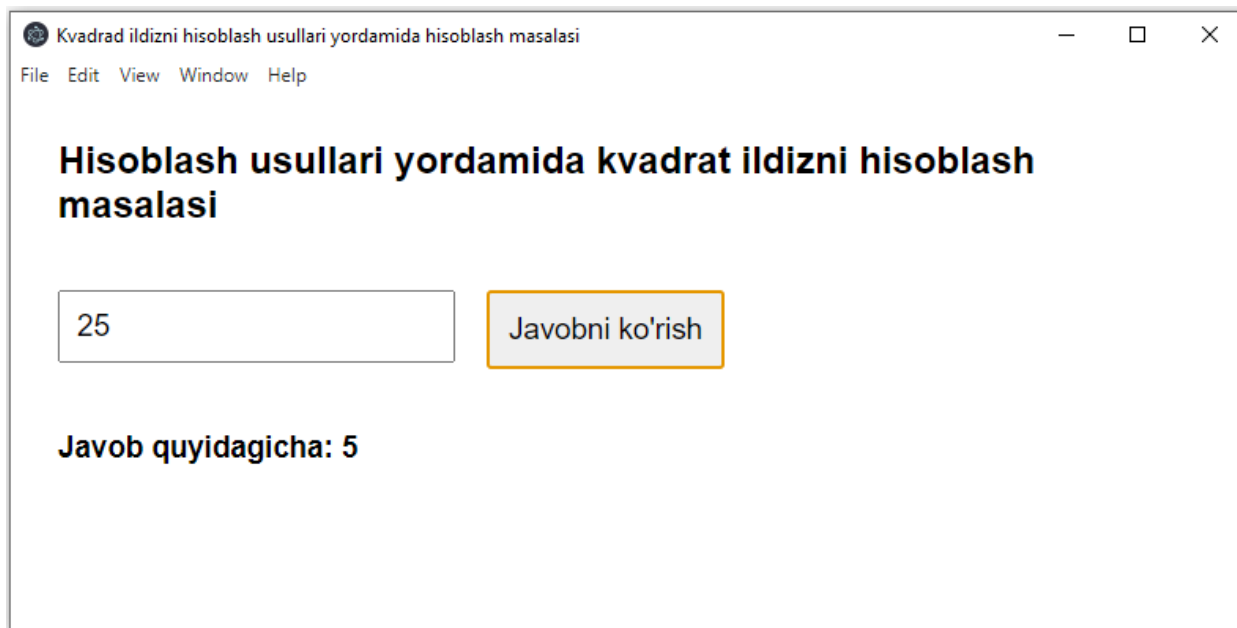 Kvadrad ildizni hisoblash usullari yordamida hisoblash masalasi
File Edit View Window Help
Hisoblash usullari yordamida kvadrat ildizni hisoblash
masalasi
25
Javobni ko'rish
Javob quyidagicha: 5